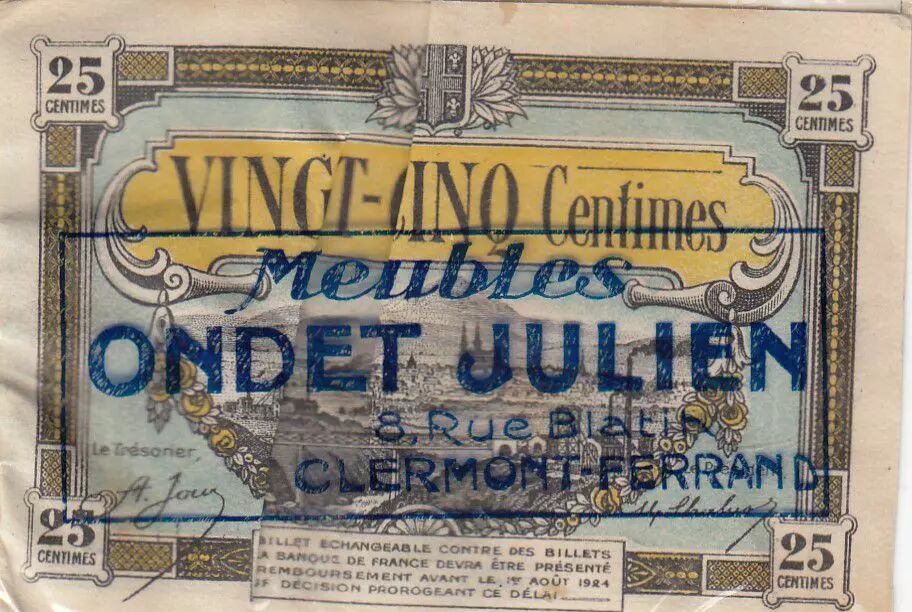 25 CENTIMES
25 CENTIMES
VINGT-CINQ Centimes
Meubles
ONDET JULIEN
8, Rue Blatin
CLERMONT-FERRAND
Le Trésorier,
25 CENTIMES
25 CENTIMES
BILLET ECHANGEABLE CONTRE DES BILLETS
LA BANQUE DE FRANCE DEVRA ÊTRE PRÉSENTÉ
REMBOURSEMENT AVANT LE 1er AOÛT 1924
DÉCISION PROROGEANT CE DÉLAI